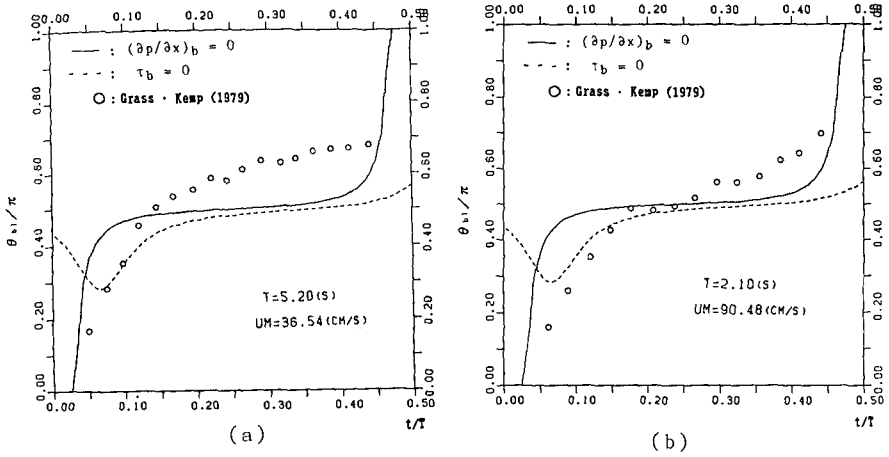 0.00 0.10 0.20 0.30 0.40 0.50
1.00
0.80
0.60
0.40
0.20
0.00
θb1/π
— : (∂p/∂x)b = 0
---- : τb = 0
O : Grass · Kemp (1979)
T=5.20(S)
UM=36.54(CM/S)
1.00
0.80
0.60
0.40
0.20
0.00
0.00 0.10 0.20 0.30 0.40 0.50
t/T
(a)
0.00 0.10 0.20 0.30 0.40 0.50
1.00
0.80
0.60
0.40
0.20
0.00
θb1/π
— : (∂p/∂x)b = 0
---- : τb = 0
O : Grass · Kemp (1979)
T=2.10(S)
UM=90.48(CM/S)
1.00
0.80
0.60
0.40
0.20
0.00
0.00 0.10 0.20 0.30 0.40 0.50
t/T
(b)